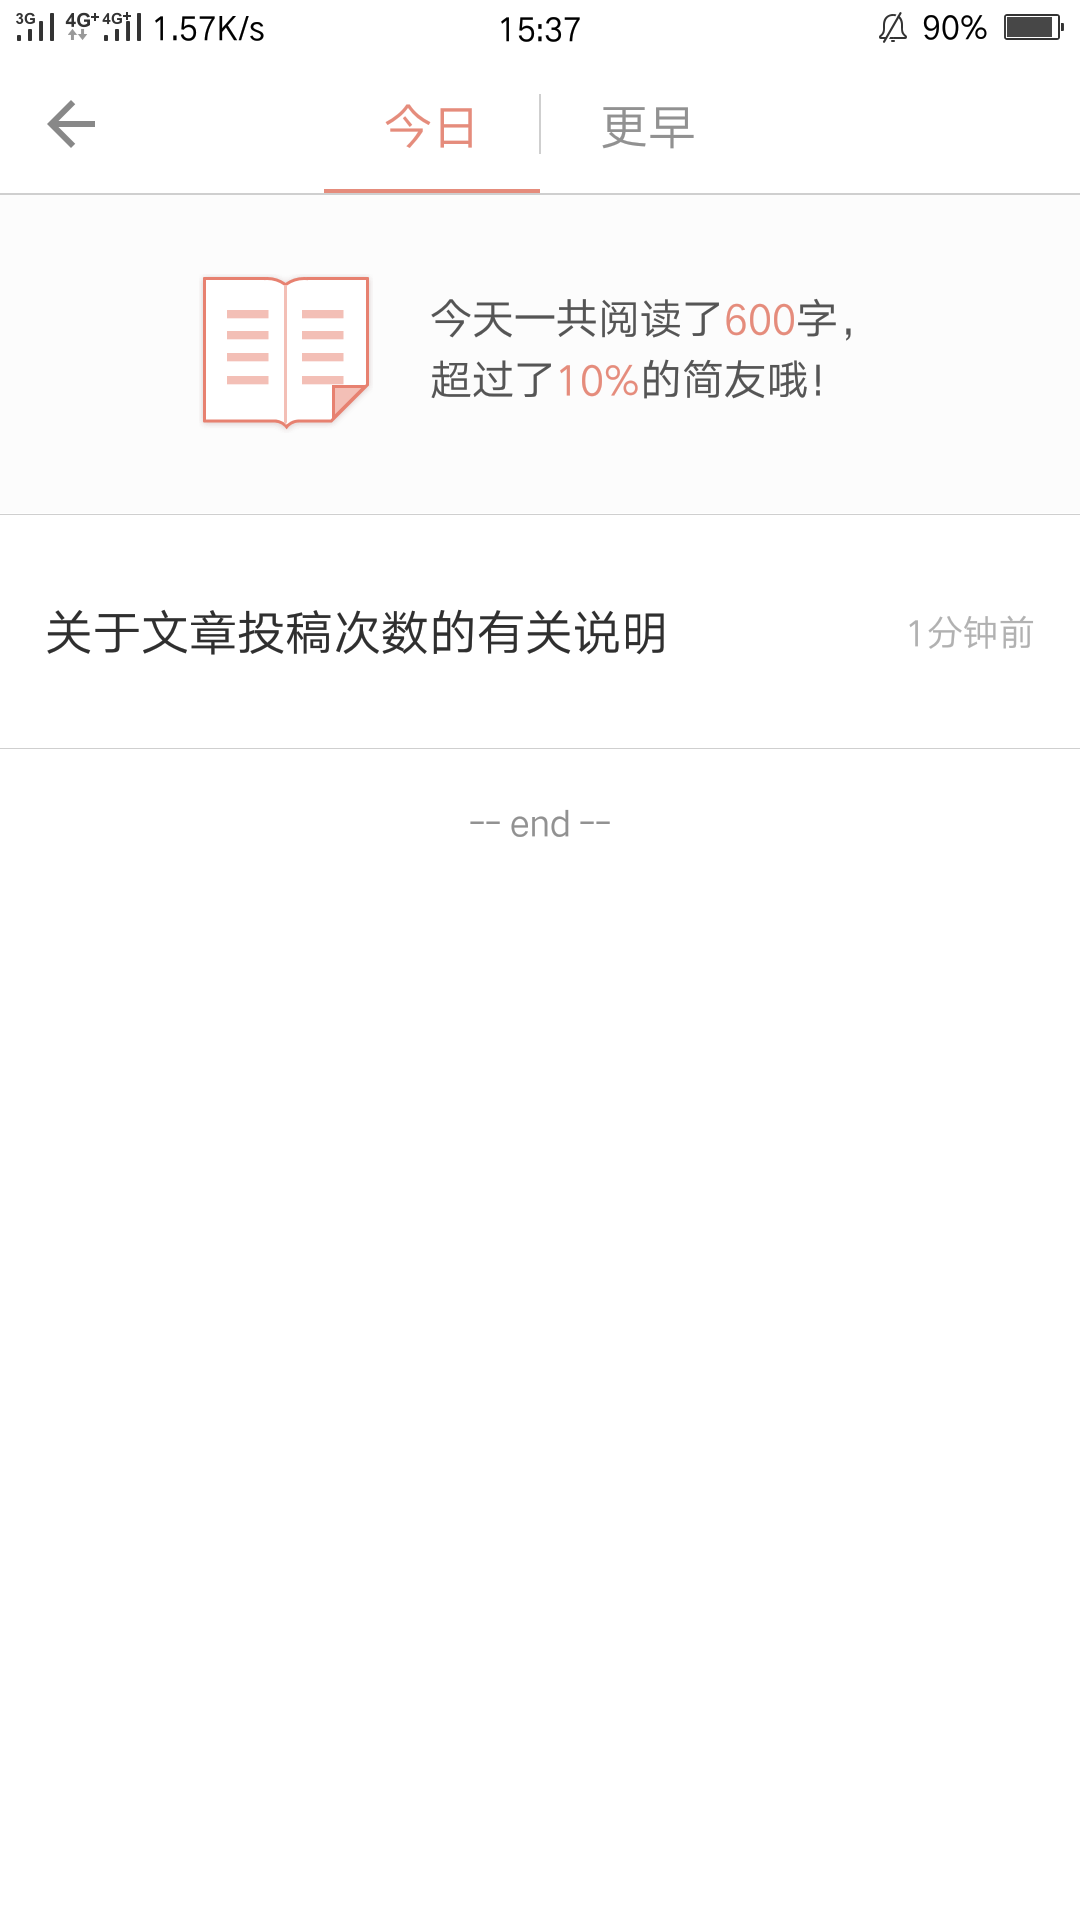 3G 4G+ 4G+ 1.57K/s 15:37 90%
今日 更早
今天一共阅读了600字，
超过了10%的简友哦！
关于文章投稿次数的有关说明 1分钟前
-- end --